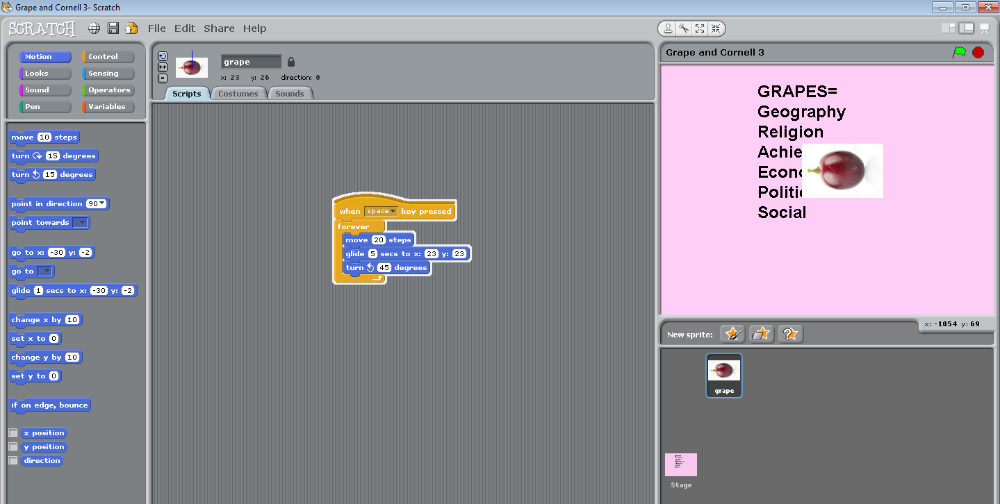 Grape and Cornell 3- Scratch
SCRATCH File Edit Share Help
Motion Control
Looks Sensing
Sound Operators
Pen Variables
move 10 steps
turn 15 degrees
turn 15 degrees
point in direction 90
point towards
go to x: -30 y: -2
go to
glide 1 secs to x: -30 y: -2
change x by 10
set x to 0
change y by 10
set y to 0
if on edge, bounce
x position
y position
direction
grape
x: 23 y: 26 direction: 0
Scripts Costumes Sounds
when space key pressed
forever
move 20 steps
glide 5 secs to x: 23 y: 23
turn 45 degrees
Grape and Cornell 3
GRAPES=
Geography
Religion
Achie
Econo
Politi
Social
x: -1054 y: 69
New sprite:
grape
Stage